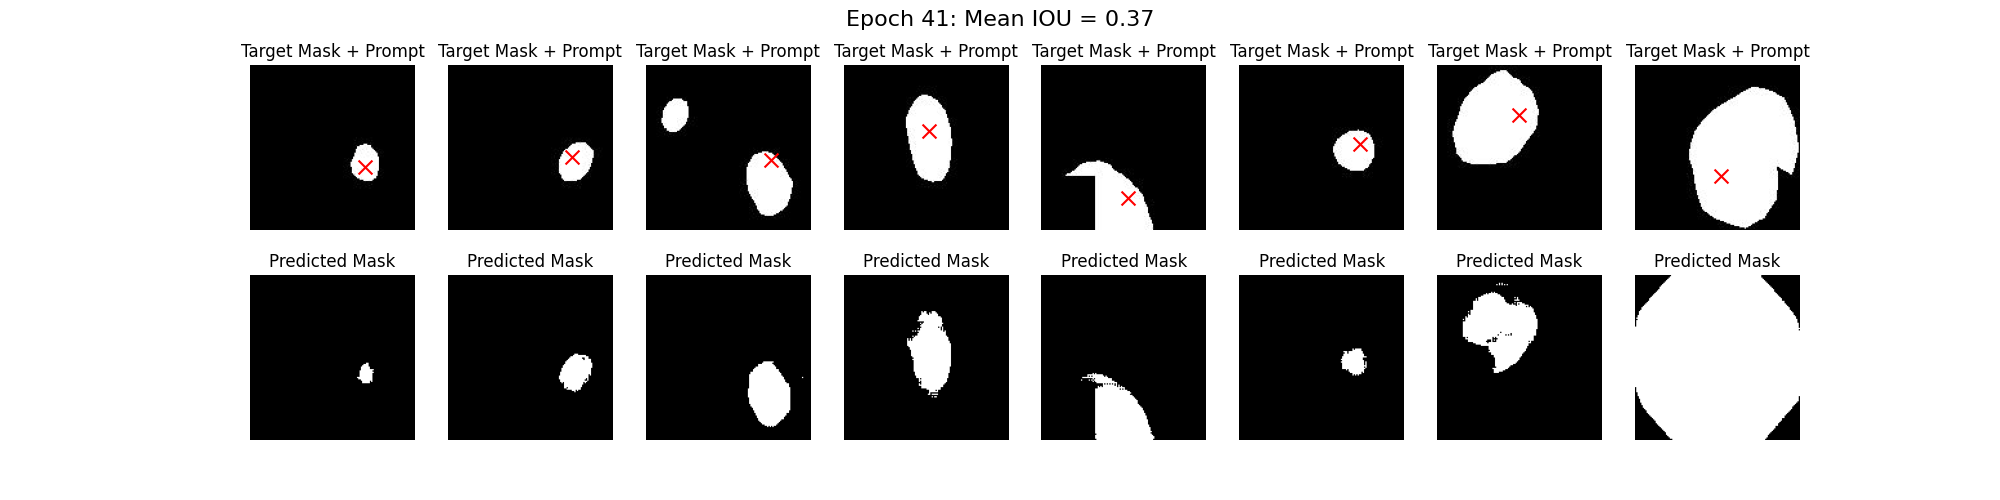 Epoch 41: Mean IOU = 0.37
Target Mask + Prompt Target Mask + Prompt Target Mask + Prompt Target Mask + Prompt Target Mask + Prompt Target Mask + Prompt Target Mask + Prompt Target Mask + Prompt
Predicted Mask Predicted Mask Predicted Mask Predicted Mask Predicted Mask Predicted Mask Predicted Mask Predicted Mask